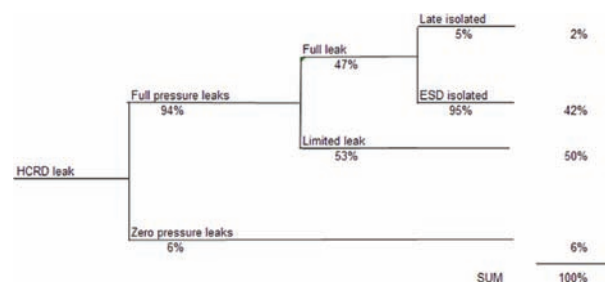 Late isolated
5% 2%
Full leak
47%
Full pressure leaks ESD isolated
94% 95% 42%
Limited leak
53% 50%
HCRD leak
Zero pressure leaks
6% 6%
SUM 100%